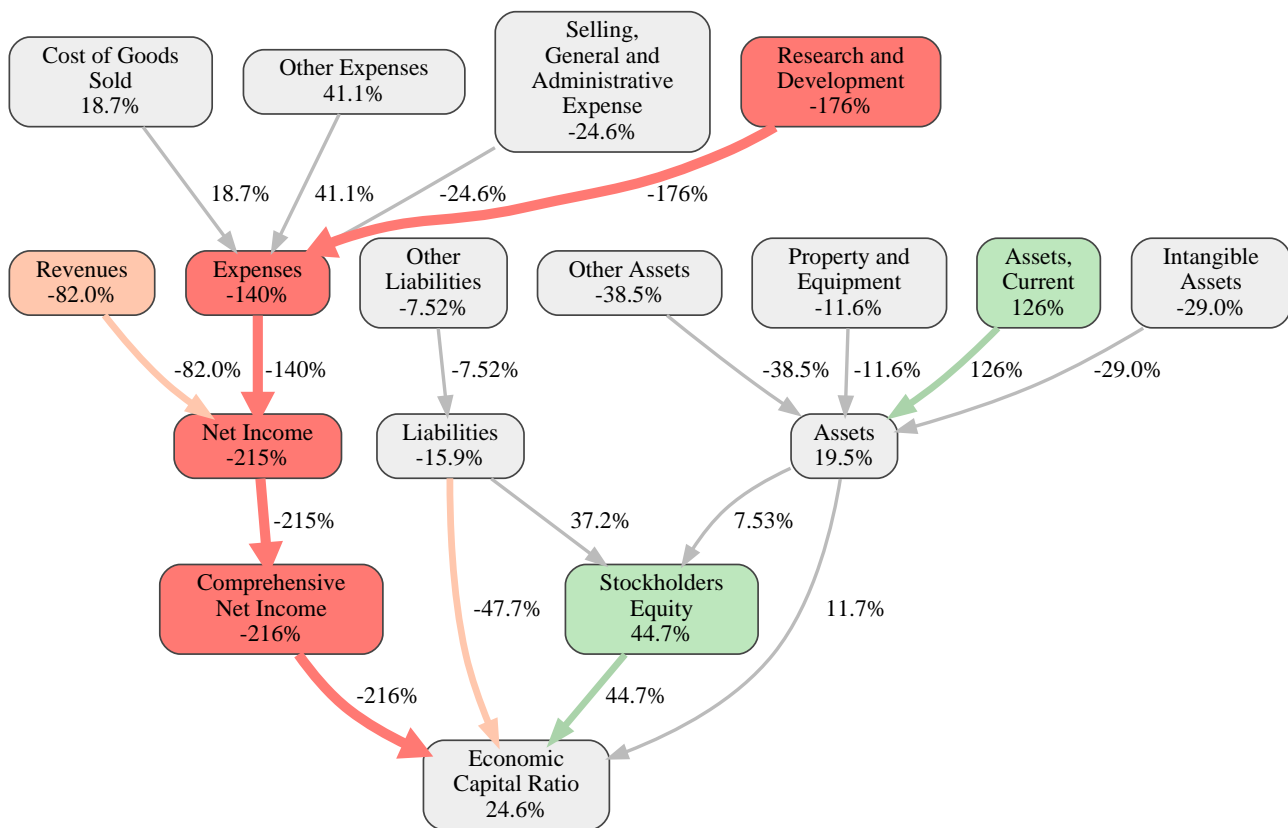 Cost of Goods
Sold
18.7%
Other Expenses
41.1%
Selling,
General and
Administrative
Expense
-24.6%
Research and
Development
-176%
18.7%
41.1%
-24.6%
-176%
Revenues
-82.0%
Expenses
-140%
Other
Liabilities
-7.52%
Other Assets
-38.5%
Property and
Equipment
-11.6%
Assets,
Current
126%
Intangible
Assets
-29.0%
-82.0%
-140%
-7.52%
-38.5%
-11.6%
126%
-29.0%
Net Income
-215%
Liabilities
-15.9%
Assets
19.5%
-215%
37.2%
7.53%
Comprehensive
Net Income
-216%
-47.7%
Stockholders
Equity
44.7%
11.7%
-216%
44.7%
Economic
Capital Ratio
24.6%